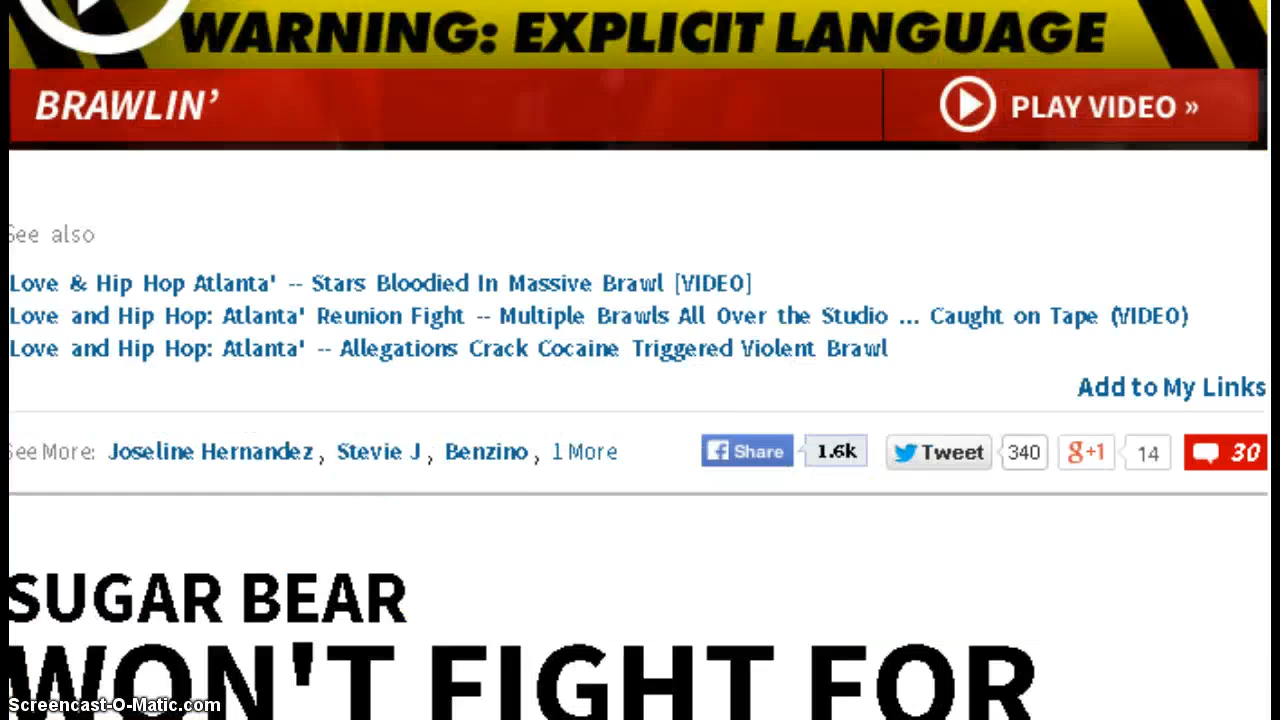 WARNING: EXPLICIT LANGUAGE
BRAWLIN’ PLAY VIDEO »
See also
Love & Hip Hop Atlanta' -- Stars Bloodied In Massive Brawl [VIDEO]
Love and Hip Hop: Atlanta' Reunion Fight -- Multiple Brawls All Over the Studio ... Caught on Tape (VIDEO)
Love and Hip Hop: Atlanta' -- Allegations Crack Cocaine Triggered Violent Brawl
Add to My Links
See More: Joseline Hernandez , Stevie J , Benzino , 1 More Share 1.6k Tweet 340 g+1 14 30
SUGAR BEAR
WON'T FIGHT FOR
Screencast-O-Matic.com